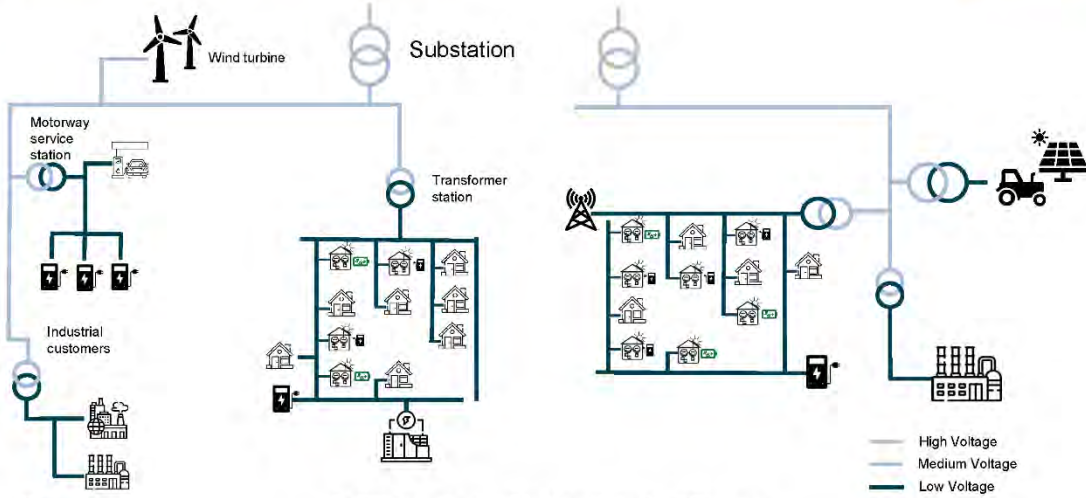 Wind turbine
Substation
Motorway
service
station
Transformer
station
Industrial
customers
High Voltage
Medium Voltage
Low Voltage